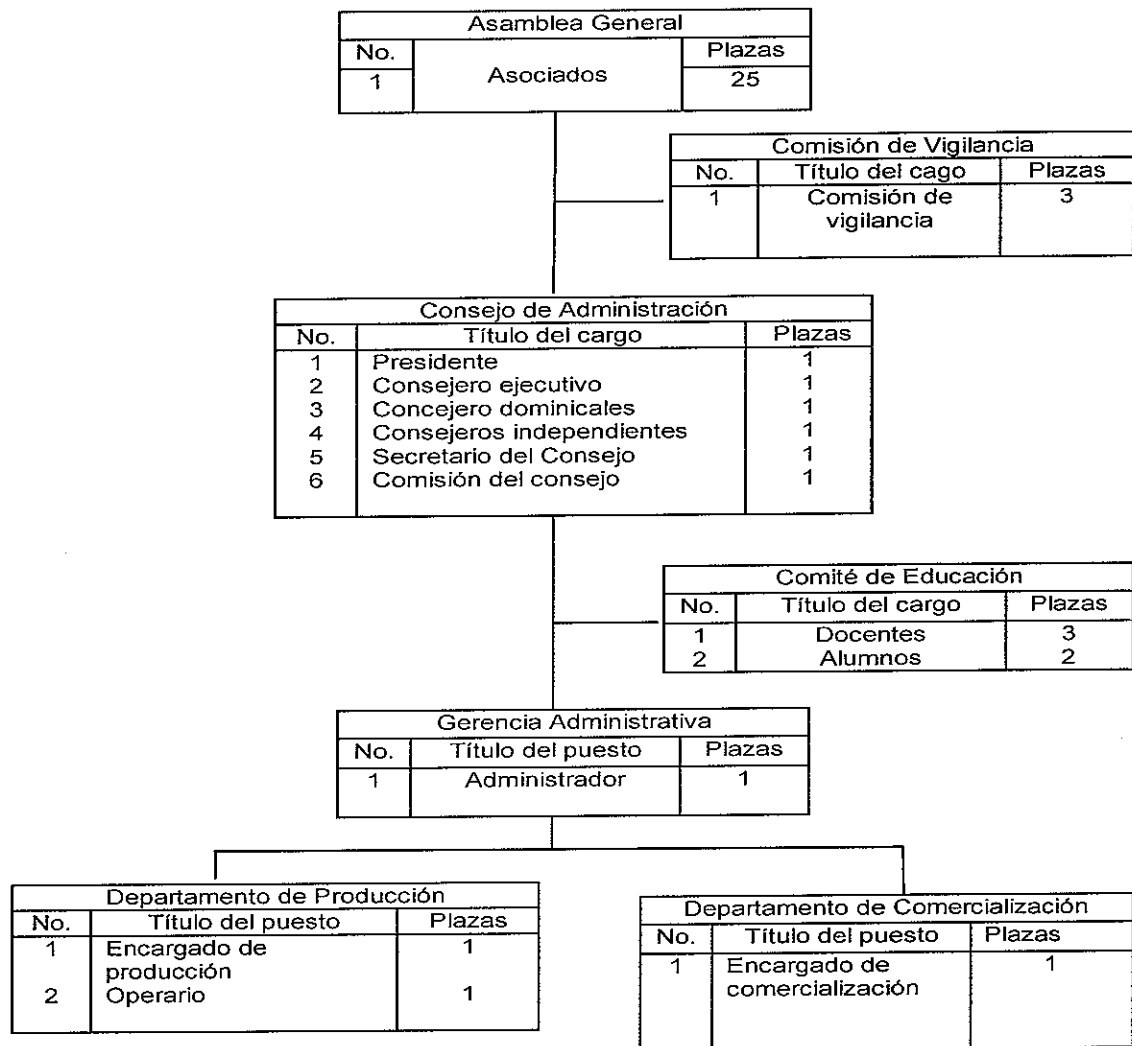 Asamblea General
No. Plazas
Asociados
1 25
Comisión de Vigilancia
No. Título del cago Plazas
1 Comisión de 3
vigilancia
Consejo de Administración
No. Título del cargo Plazas
1 Presidente 1
2 Consejero ejecutivo 1
3 Concejero dominicales 1
4 Consejeros independientes 1
5 Secretario del Consejo 1
6 Comisión del consejo 1
Comité de Educación
No. Título del cargo Plazas
1 Docentes 3
2 Alumnos 2
Gerencia Administrativa
No. Título del puesto Plazas
1 Administrador 1
Departamento de Producción
No. Título del puesto Plazas
1 Encargado de 1
producción
2 Operario 1
Departamento de Comercialización
No. Título del puesto Plazas
1 Encargado de 1
comercialización